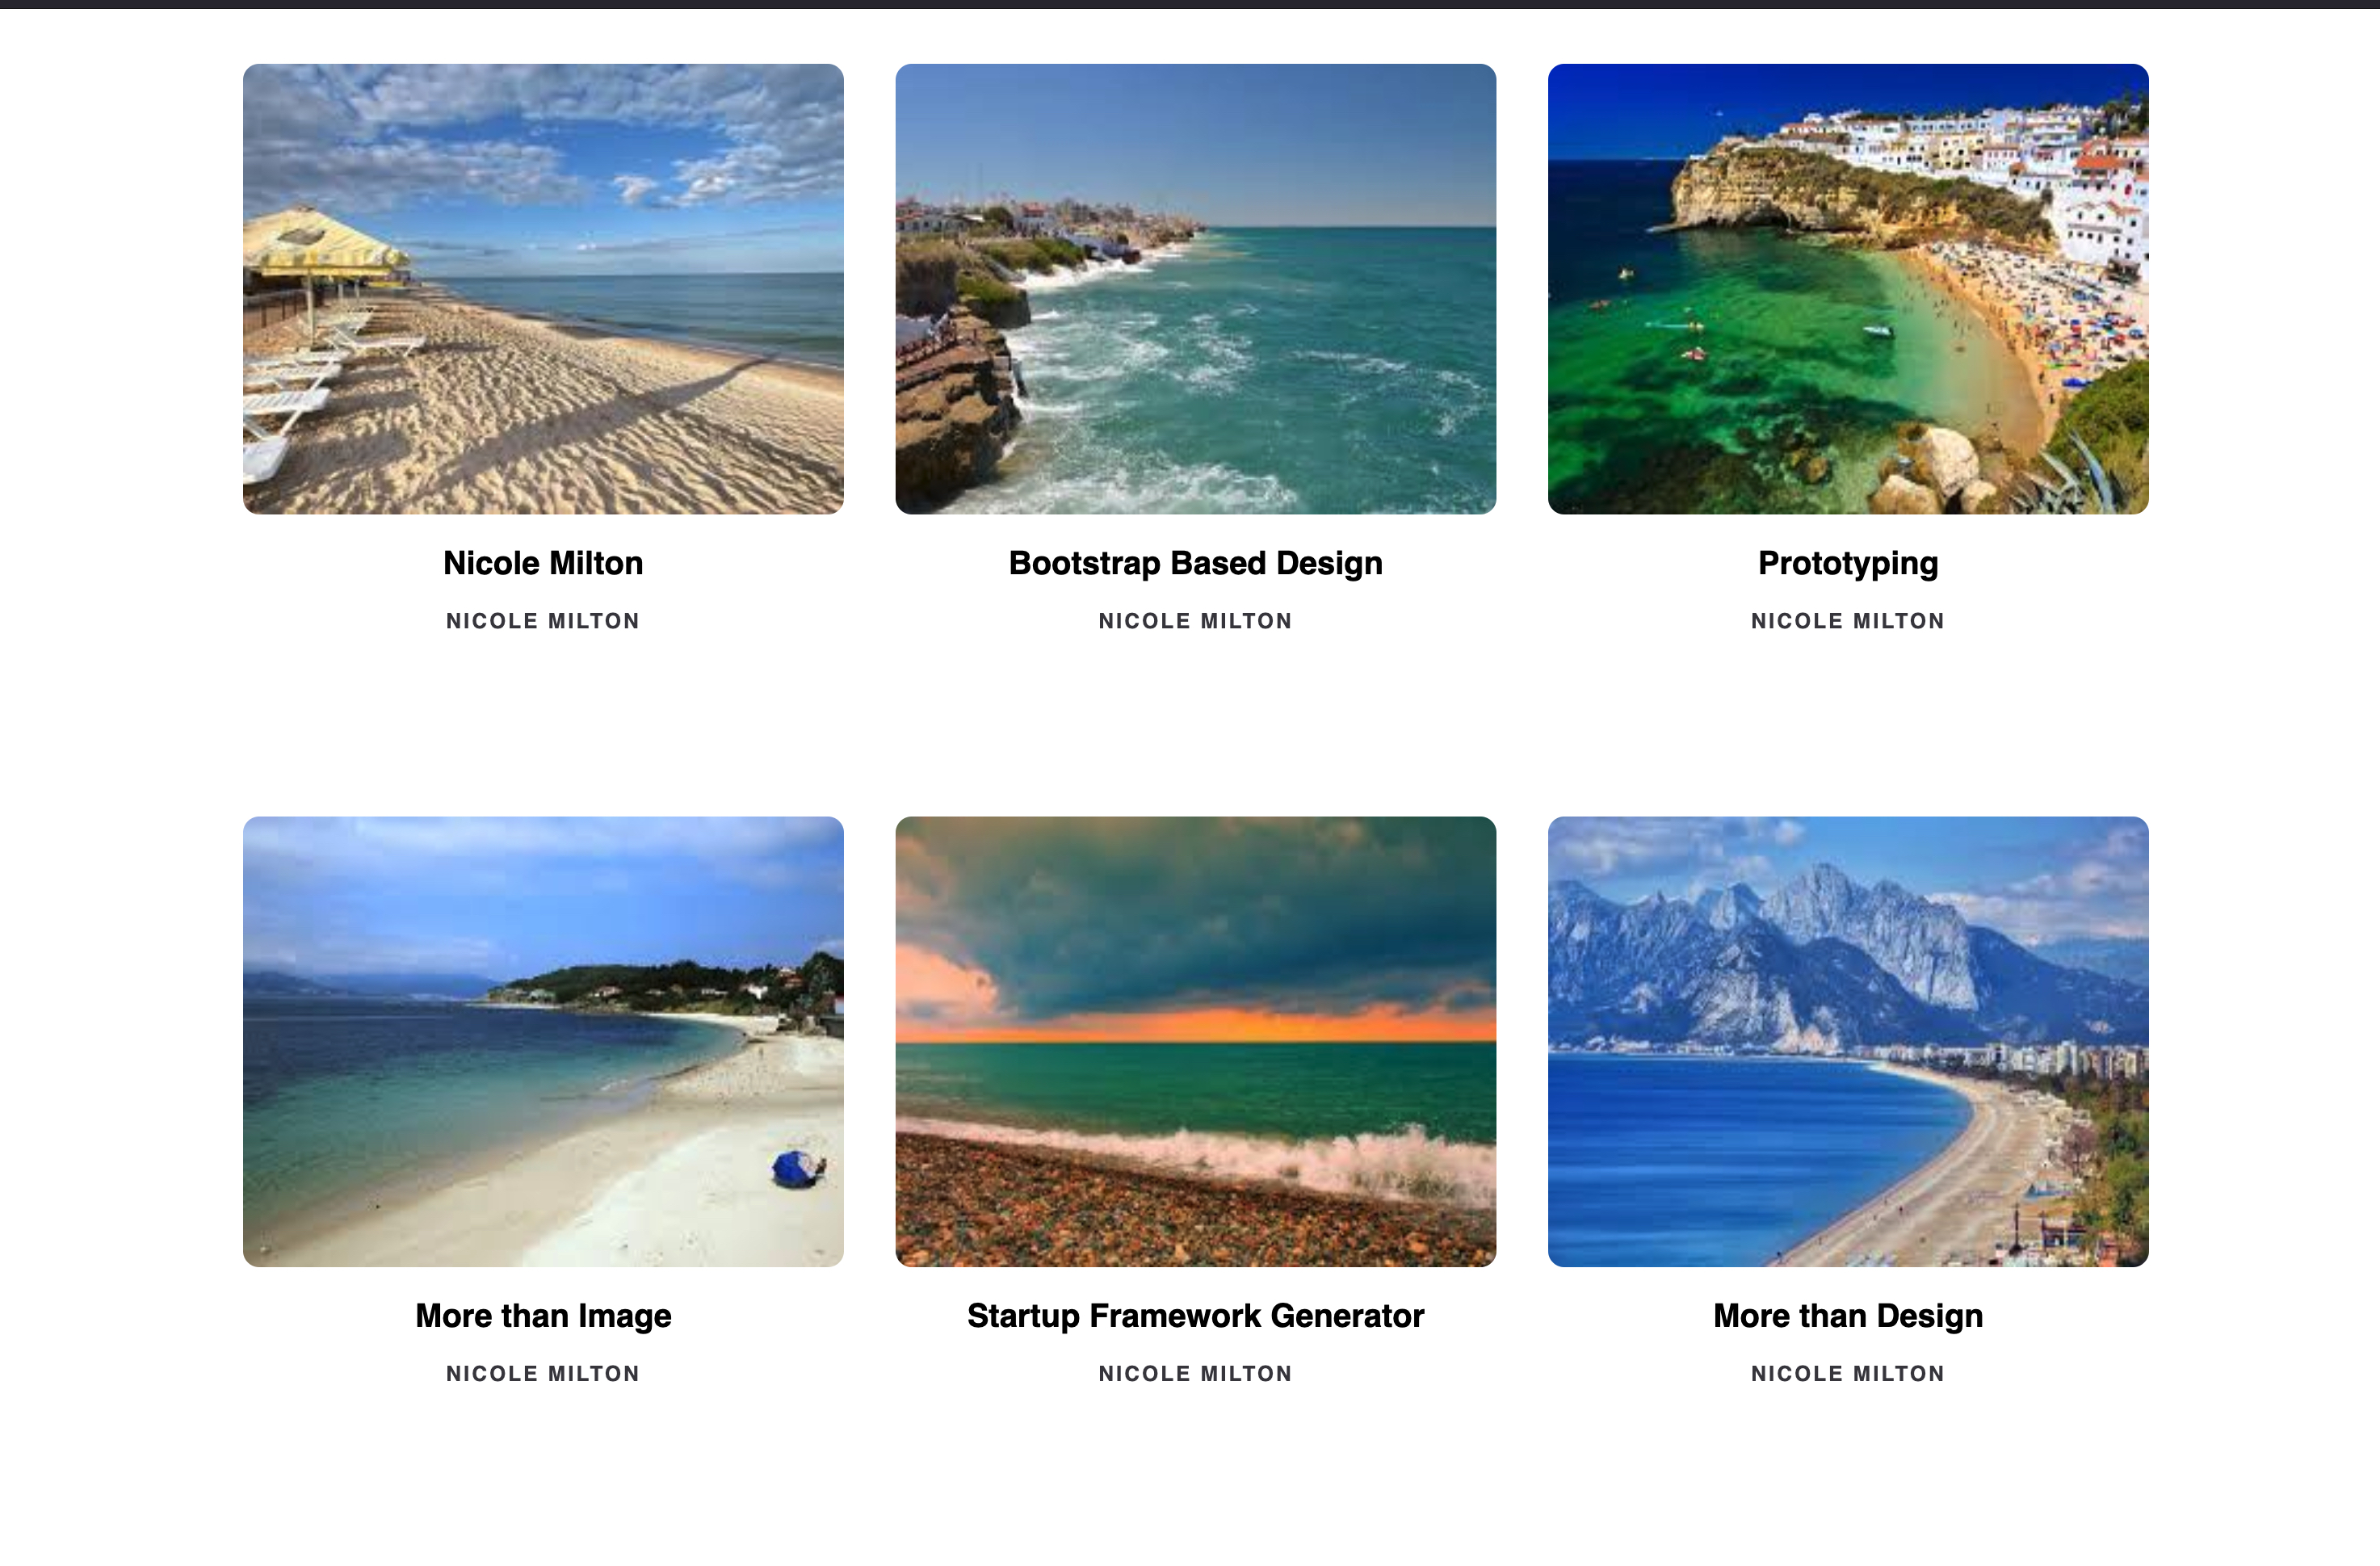 Nicole Milton
NICOLE MILTON
Bootstrap Based Design
NICOLE MILTON
Prototyping
NICOLE MILTON
More than Image
NICOLE MILTON
Startup Framework Generator
NICOLE MILTON
More than Design
NICOLE MILTON